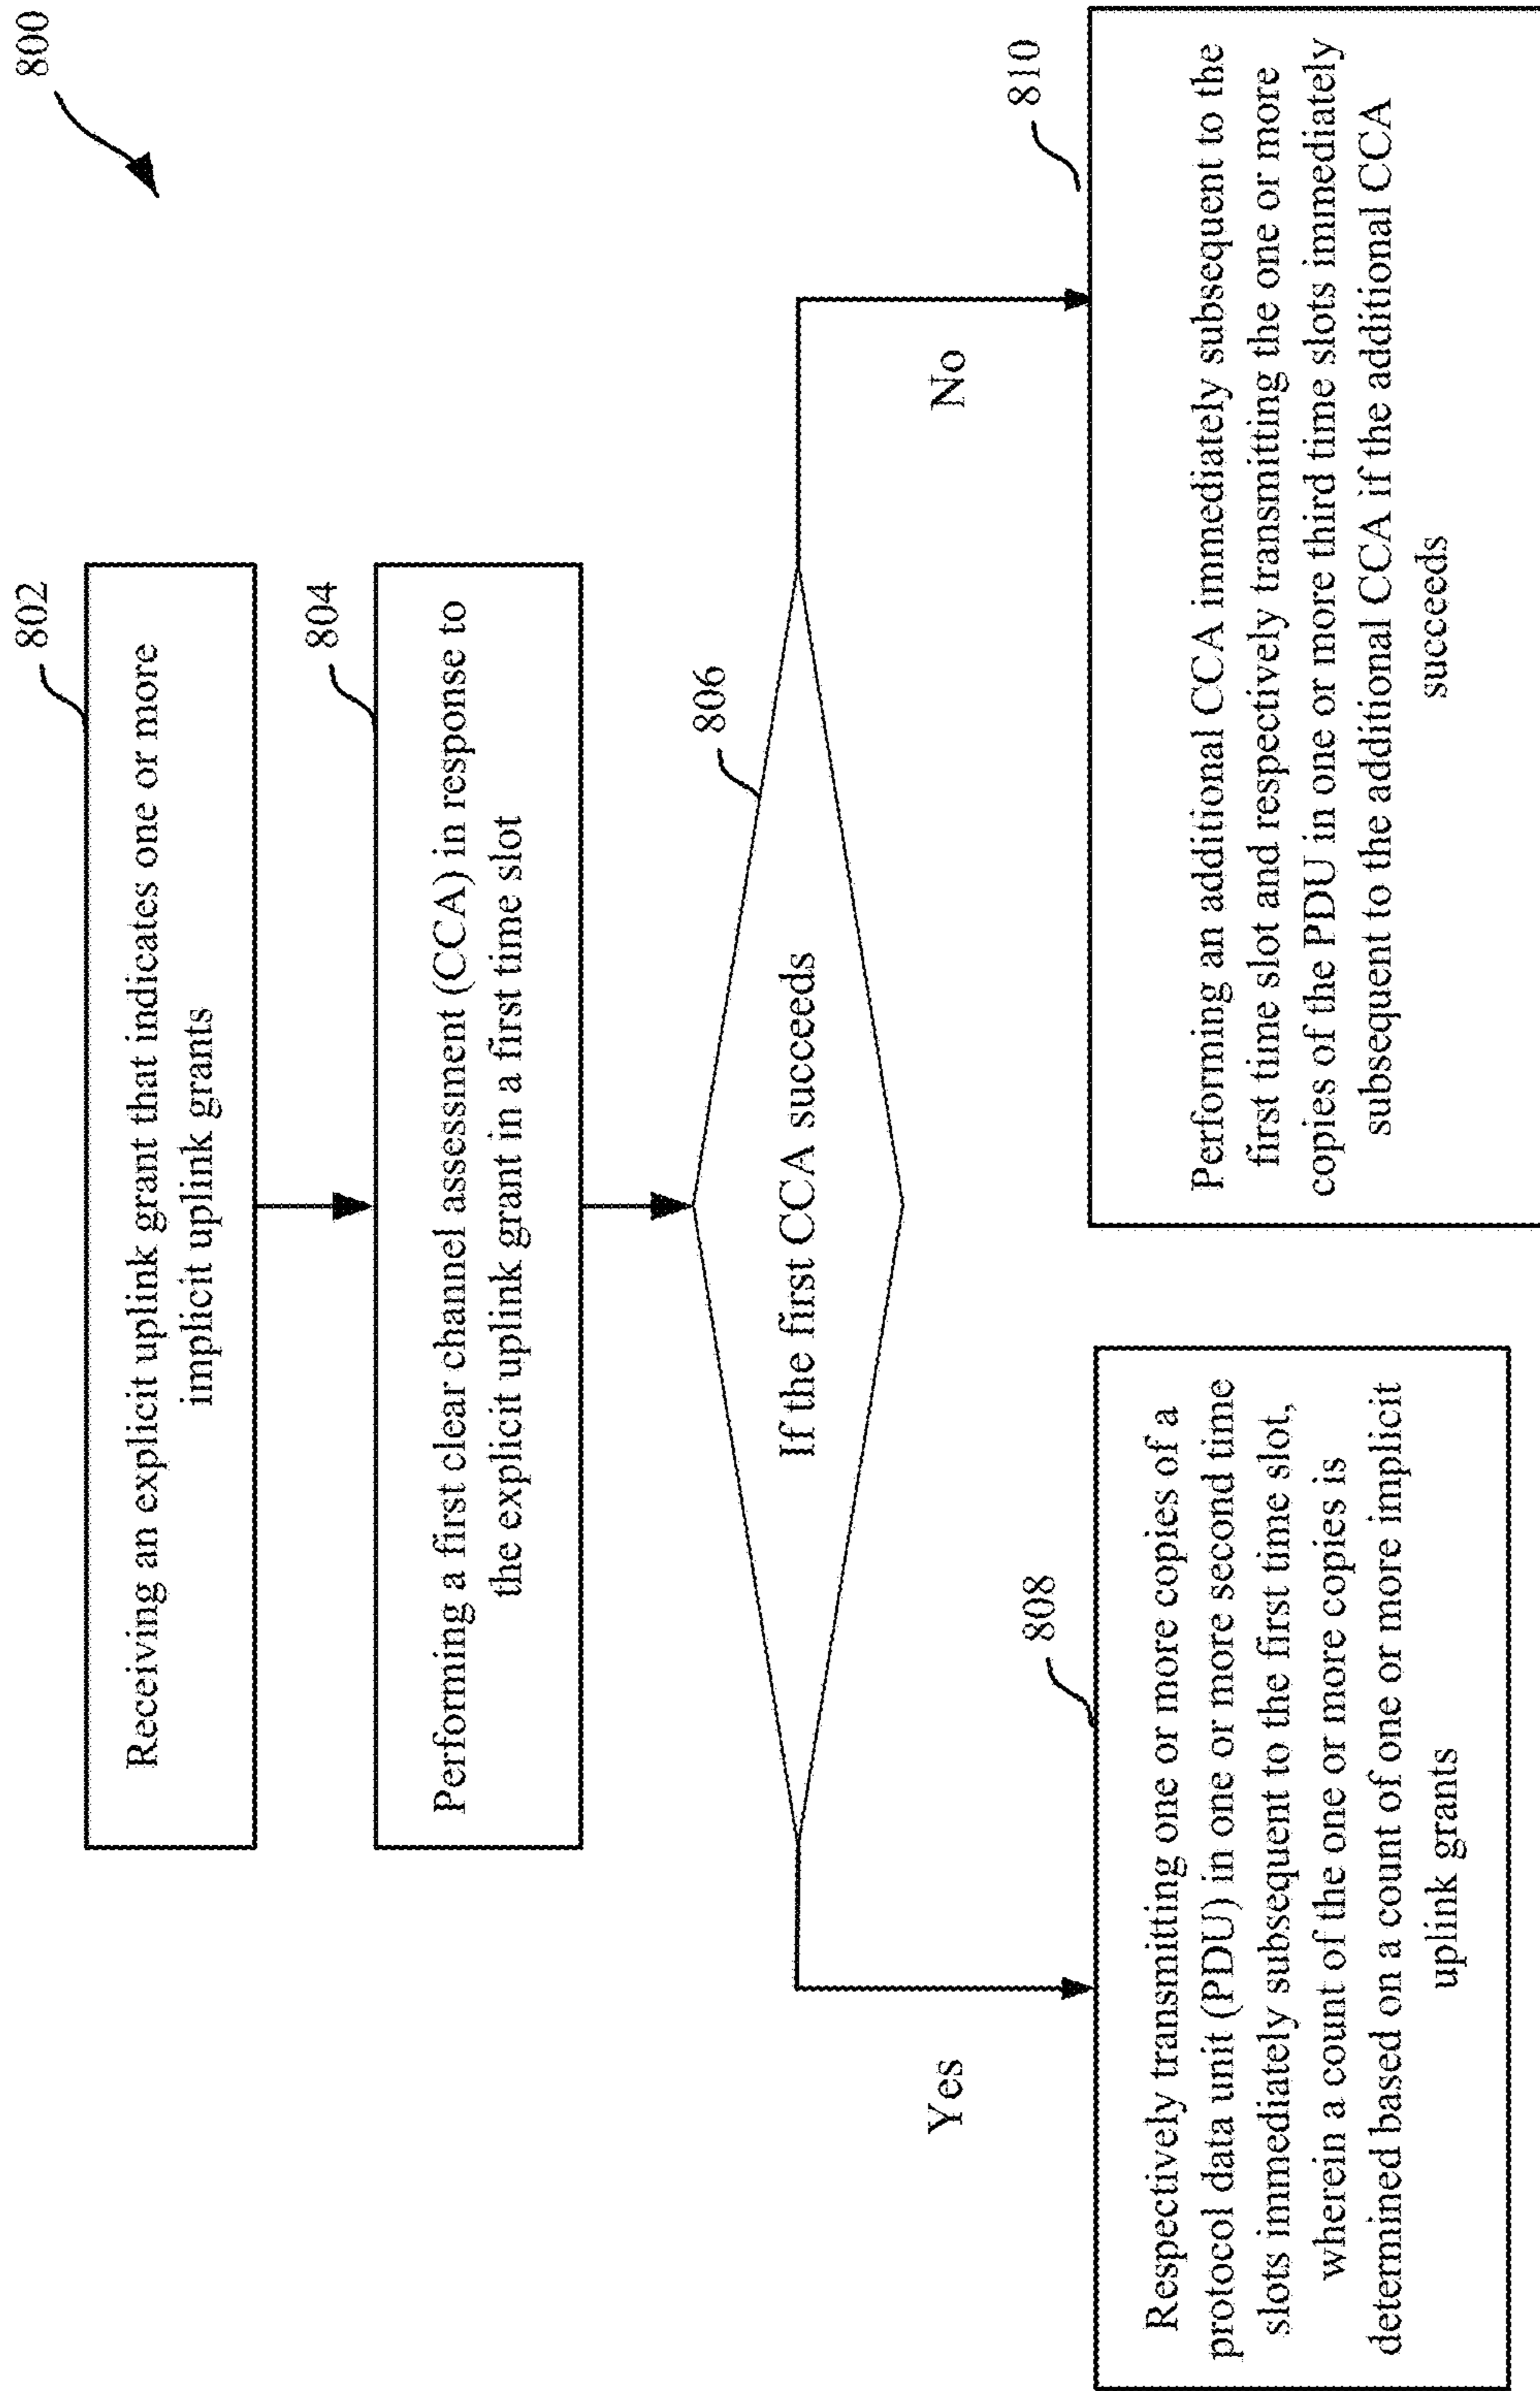 800
802
Receiving an explicit uplink grant that indicates one or more
implicit uplink grants
804
Performing a first clear channel assessment (CCA) in response to
the explicit uplink grant in a first time slot
806
If the first CCA succeeds
Yes
No
808
Respectively transmitting one or more copies of a
protocol data unit (PDU) in one or more second time
slots immediately subsequent to the first time slot,
wherein a count of the one or more copies is
determined based on a count of one or more implicit
uplink grants
810
Performing an additional CCA immediately subsequent to the
first time slot and respectively transmitting the one or more
copies of the PDU in one or more third time slots immediately
subsequent to the additional CCA if the additional CCA
succeeds